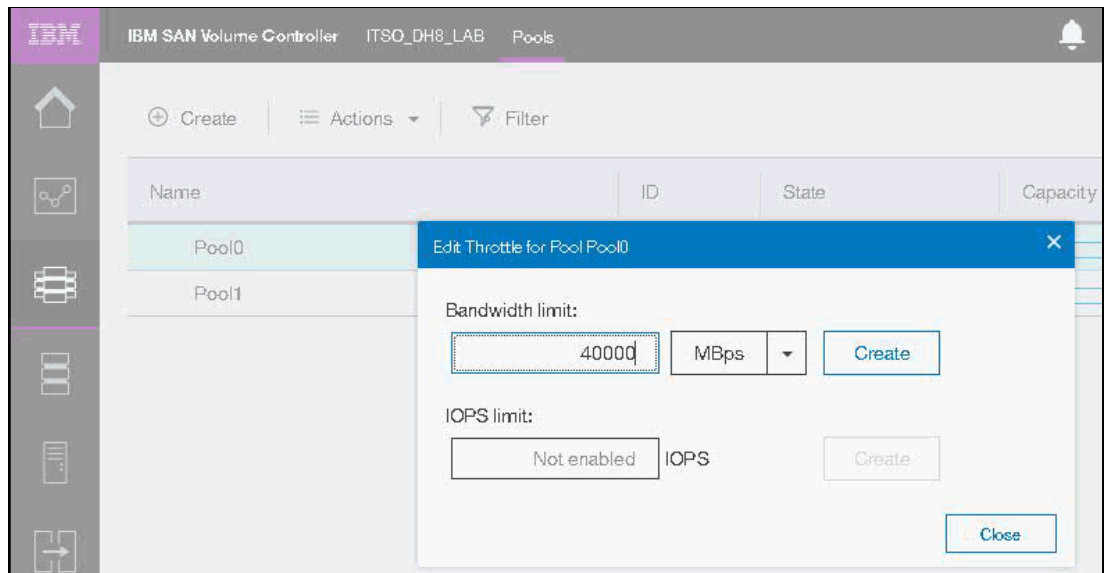 IBM IBM SAN Volume Controller ITSO_DH8_LAB Pools
Create Actions Filter
Name ID State Capacity
Pool0
Pool1
Edit Throttle for Pool Pool0
Bandwidth limit:
40000 MBps Create
IOPS limit:
Not enabled IOPS Create
Close